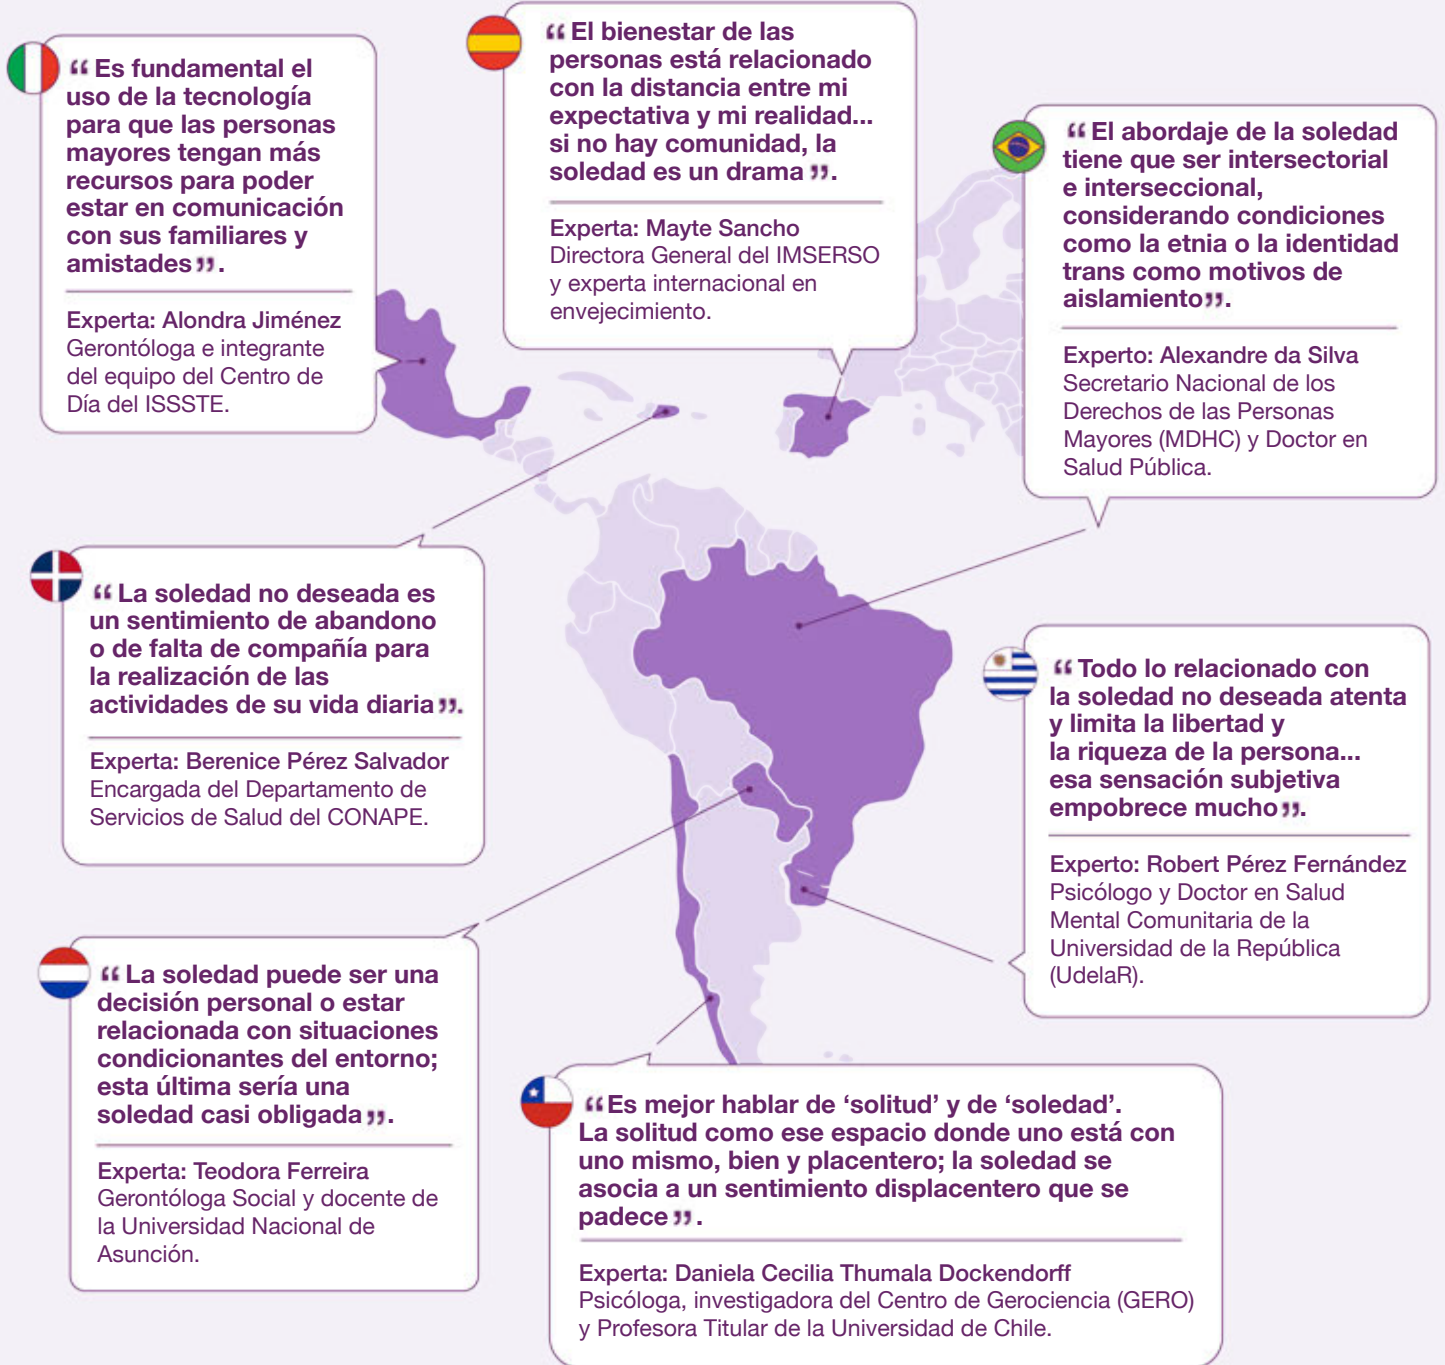 “ Es fundamental el
uso de la tecnología
para que las personas
mayores tengan más
recursos para poder
estar en comunicación
con sus familiares y
amistades ”.
Experta: Alondra Jiménez
Gerontóloga e integrante
del equipo del Centro de
Día del ISSSTE.
“ El bienestar de las
personas está relacionado
con la distancia entre mi
expectativa y mi realidad...
si no hay comunidad, la
soledad es un drama ”.
Experta: Mayte Sancho
Directora General del IMSERSO
y experta internacional en
envejecimiento.
“ El abordaje de la soledad
tiene que ser intersectorial
e interseccional,
considerando condiciones
como la etnia o la identidad
trans como motivos de
aislamiento ”.
Experto: Alexandre da Silva
Secretario Nacional de los
Derechos de las Personas
Mayores (MDHC) y Doctor en
Salud Pública.
“ La soledad no deseada es
un sentimiento de abandono
o de falta de compañía para
la realización de las
actividades de su vida diaria ”.
Experta: Berenice Pérez Salvador
Encargada del Departamento de
Servicios de Salud del CONAPE.
“ Todo lo relacionado con
la soledad no deseada atenta
y limita la libertad y
la riqueza de la persona...
esa sensación subjetiva
empobrece mucho ”.
Experto: Robert Pérez Fernández
Psicólogo y Doctor en Salud
Mental Comunitaria de la
Universidad de la República
(UdelaR).
“ La soledad puede ser una
decisión personal o estar
relacionada con situaciones
condicionantes del entorno;
esta última sería una
soledad casi obligada ”.
Experta: Teodora Ferreira
Gerontóloga Social y docente de
la Universidad Nacional de
Asunción.
“ Es mejor hablar de ‘solitud’ y de ‘soledad’.
La solitud como ese espacio donde uno está con
uno mismo, bien y placentero; la soledad se
asocia a un sentimiento displacentero que se
padece ”.
Experta: Daniela Cecilia Thumala Dockendorff
Psicóloga, investigadora del Centro de Gerociencia (GERO)
y Profesora Titular de la Universidad de Chile.